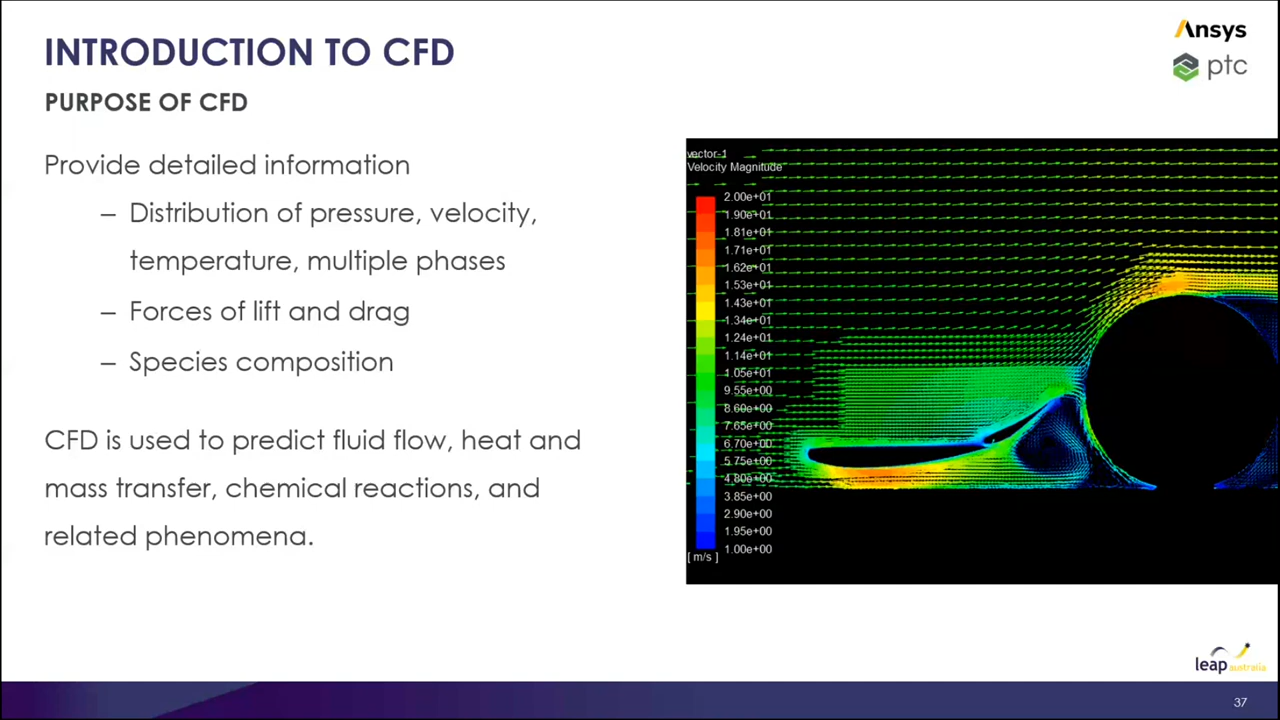 INTRODUCTION TO CFD
PURPOSE OF CFD
Ansys
ptc
Provide detailed information
– Distribution of pressure, velocity,
temperature, multiple phases
– Forces of lift and drag
– Species composition
CFD is used to predict fluid flow, heat and
mass transfer, chemical reactions, and
related phenomena.
vector-1
Velocity Magnitude
2.00e+01
1.90e+01
1.81e+01
1.71e+01
1.62e+01
1.53e+01
1.43e+01
1.34e+01
1.24e+01
1.14e+01
1.05e+01
9.55e+00
8.60e+00
7.65e+00
6.70e+00
5.75e+00
4.80e+00
3.85e+00
2.90e+00
1.95e+00
1.00e+00
[ m/s ]
leap australia
37